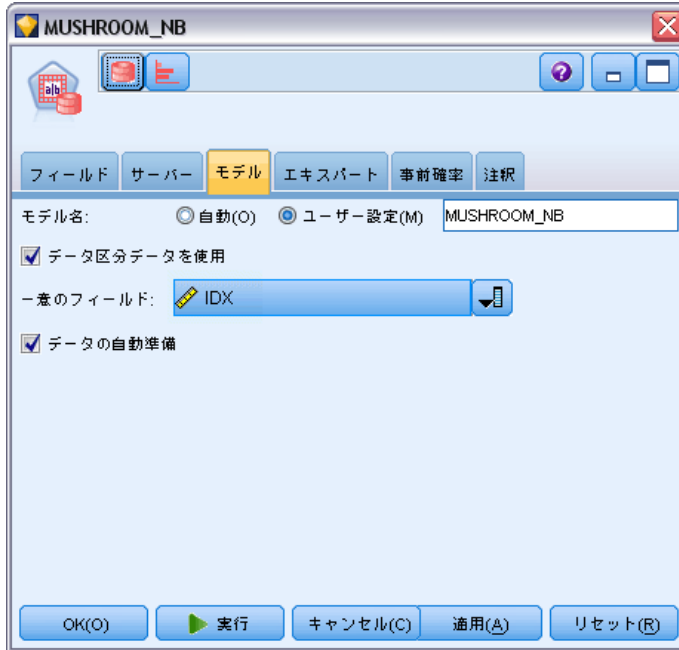 MUSHROOM_NB
a|b
?
フィールド サーバー モデル エキスパート 事前確率 注釈
モデル名: 自動(O) ユーザー設定(M) MUSHROOM_NB
データ区分データを使用
一意のフィールド: IDX
データの自動準備
OK(O) 実行 キャンセル(C) 適用(A) リセット(R)